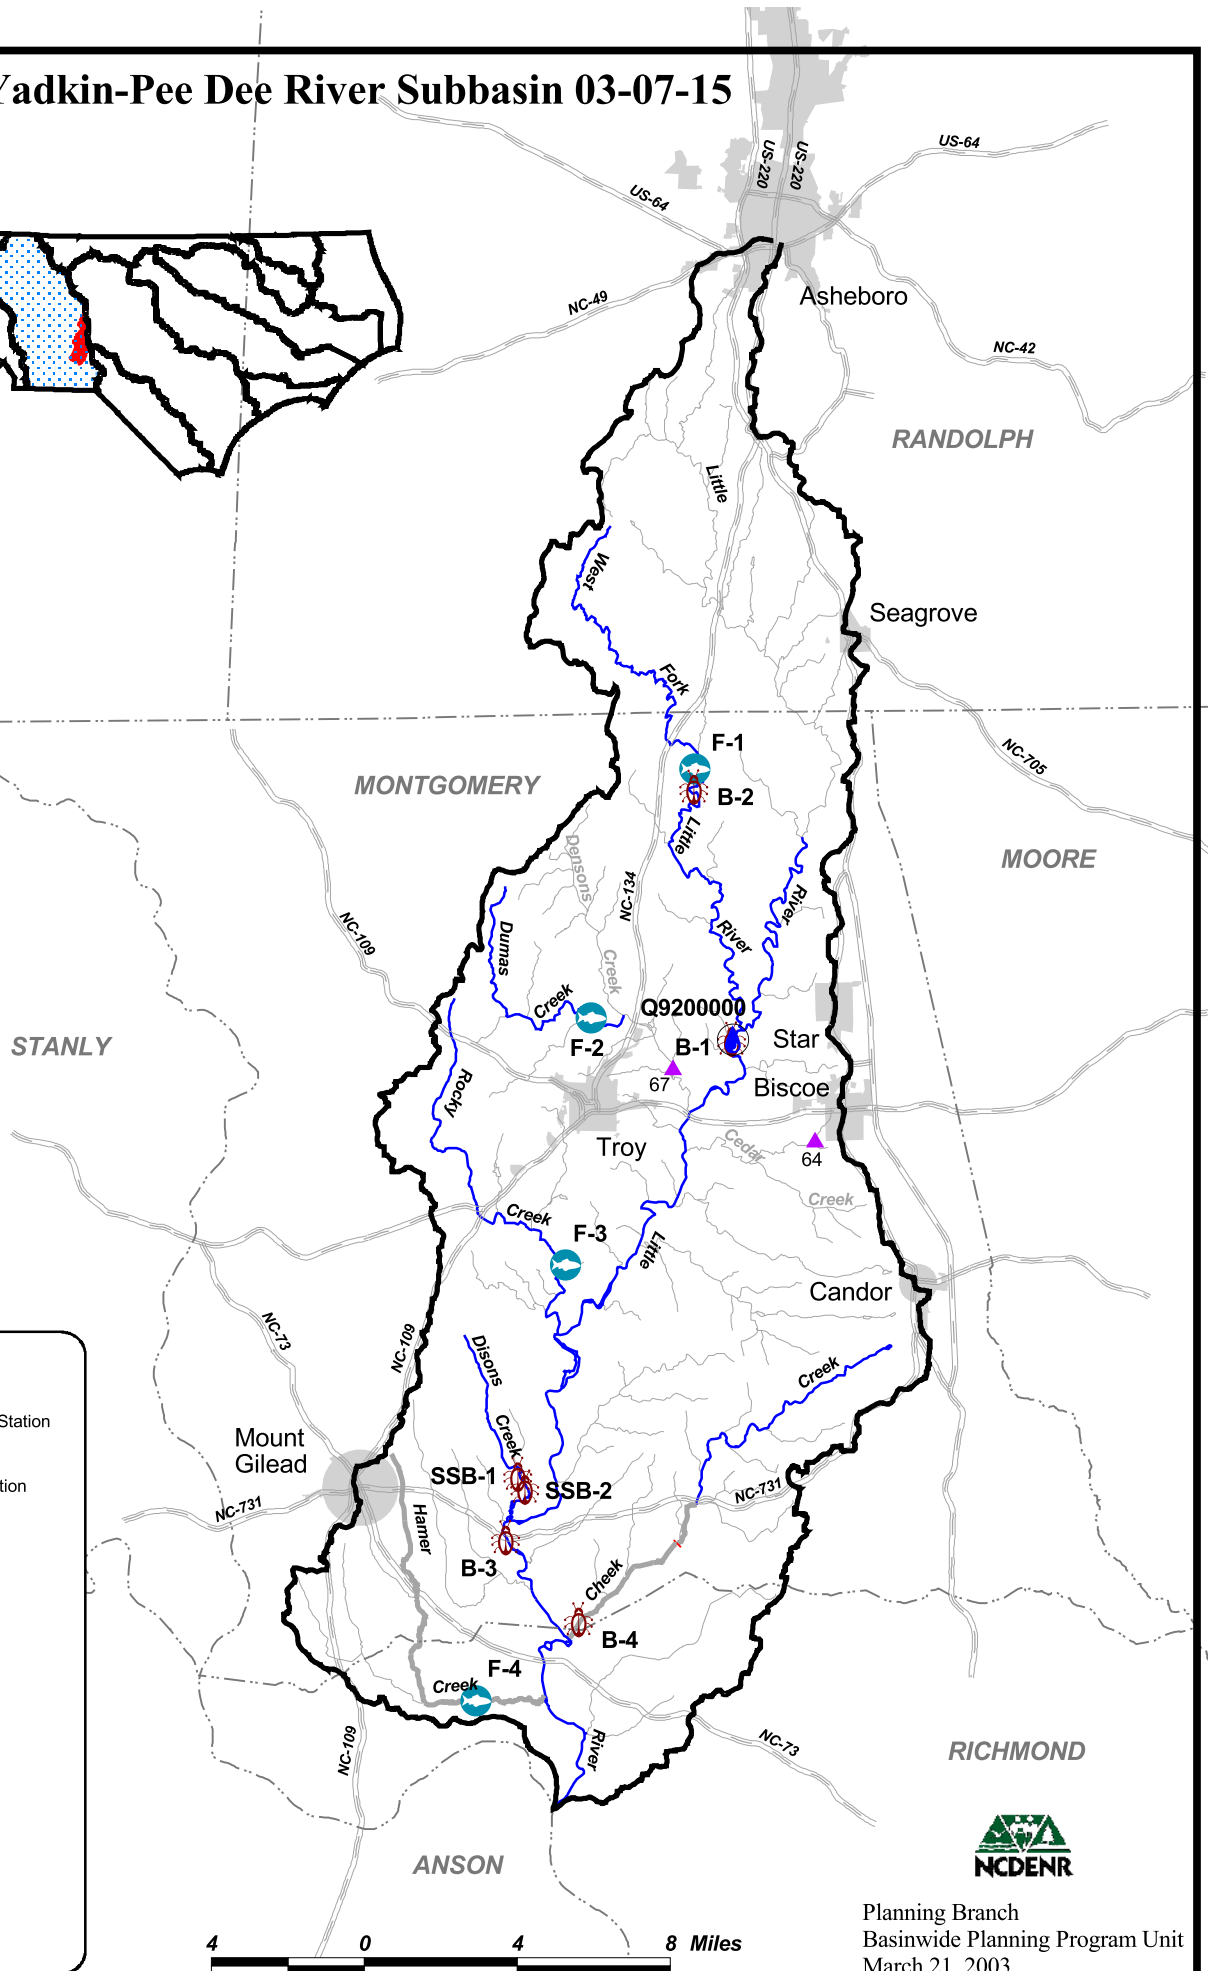 Yadkin-Pee Dee River Subbasin 03-07-15
US-220
US-220
US-64
US-64
Asheboro
NC-49
NC-42
RANDOLPH
Little
West
Seagrove
Fork
F-1
NC-705
MONTGOMERY
B-2
Little
Densons
MOORE
NC-134
River
NC-109
Dumas
River
Creek
Creek
Q9200000
STANLY
F-2
B-1
Star
67
Biscoe
Rocky
Troy
Cedar
64
Creek
Creek
F-3
Little
Candor
NC-73
NC-109
Disons
Creek
Station
Mount
Gilead
Creek
SSB-1
SSB-2
tion
NC-731
NC-731
Hamer
B-3
Cheek
B-4
F-4
Creek
NC-109
River
NC-73
RICHMOND
NCDENR
ANSON
Planning Branch
Basinwide Planning Program Unit
March 21, 2003
4 0 4 8 Miles